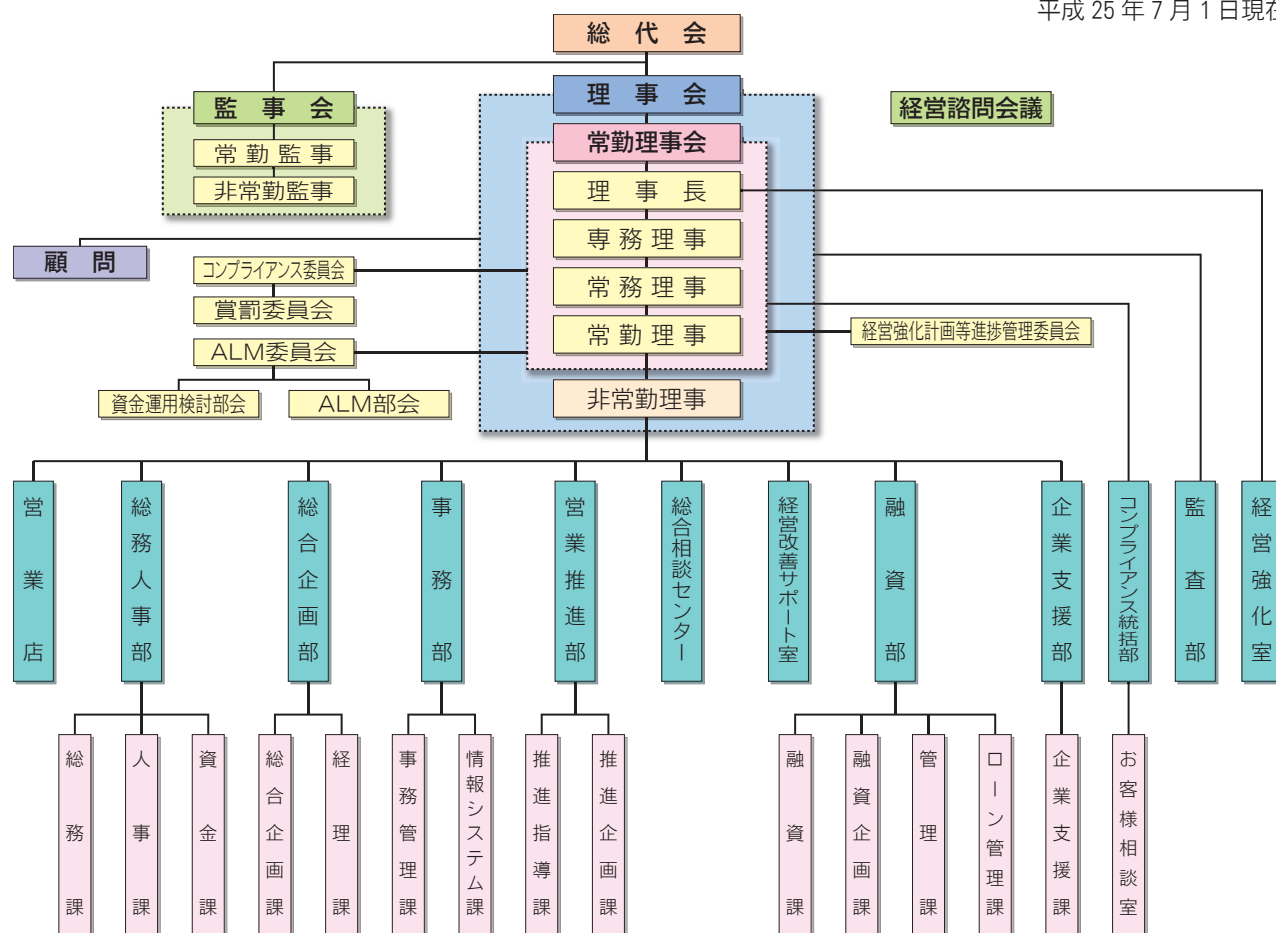 平成 25 年 7 月 1 日現在
総代会
監事会
理事会
経営諮問会議
常勤理事会
常勤監事
非常勤監事
理事長
専務理事
顧問
コンプライアンス委員会
常務理事
賞罰委員会
常勤理事
経営強化計画等進捗管理委員会
ALM委員会
資金運用検討部会
ALM部会
非常勤理事
営業店
総務人事部
総合企画部
事務部
営業推進部
総合相談センター
経営改善サポート室
融資部
企業支援部
コンプライアンス統括部
監査部
経営強化室
総務課
人事課
資金課
総合企画課
経理課
事務管理課
情報システム課
推進指導課
推進企画課
融資課
融資企画課
管理課
ローン管理課
企業支援課
お客様相談室